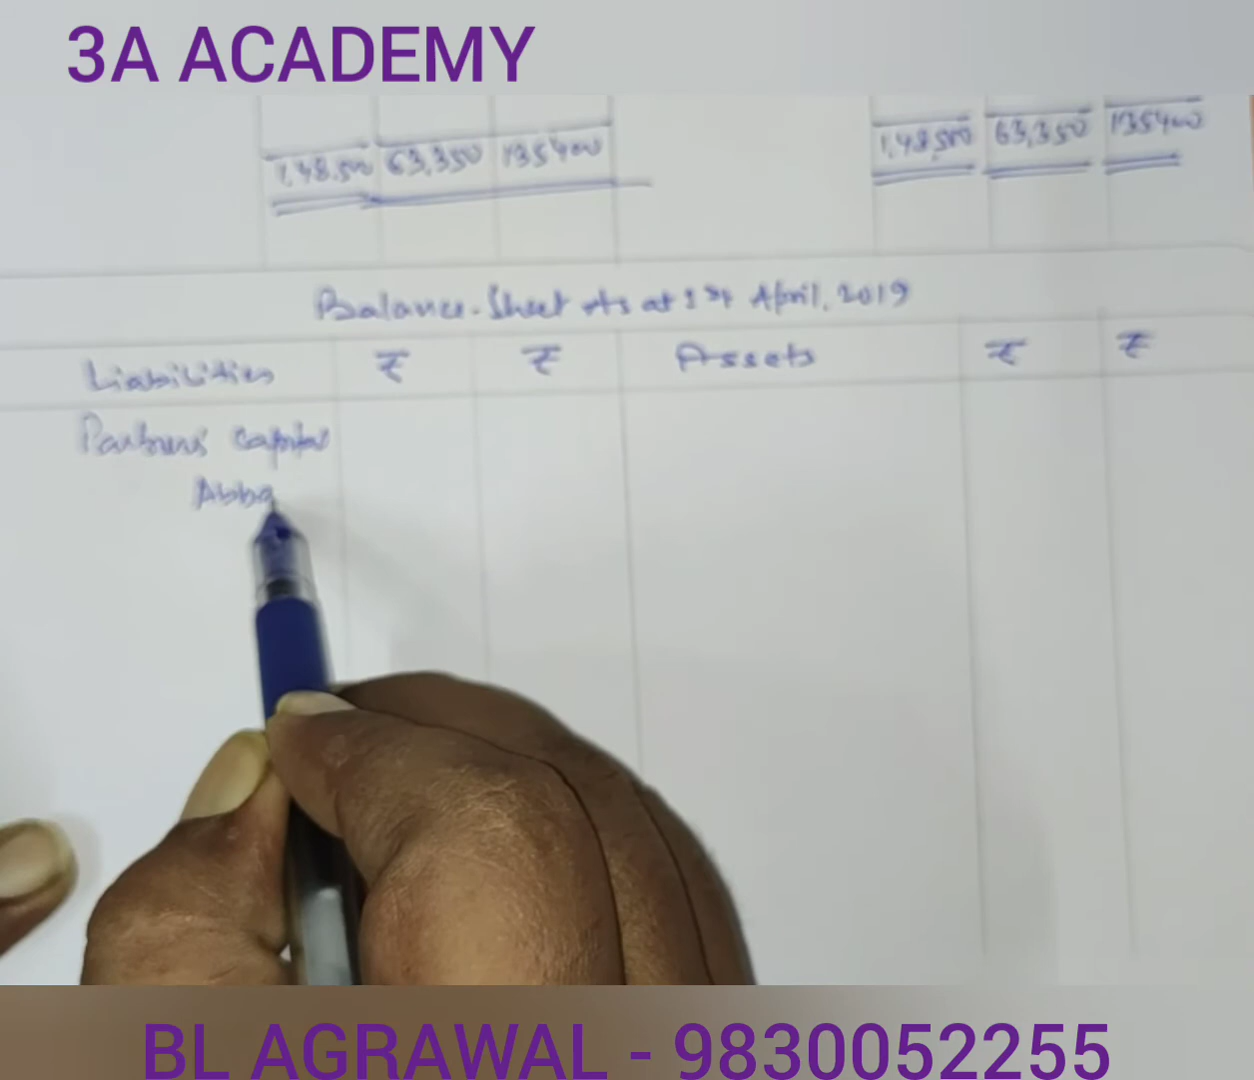 3A ACADEMY
1,48,500 63,350 135400 1,48,500 63,350 135400
Balance-Sheet As at 1st April, 2019
Liabilities ₹ ₹ Assets ₹ ₹
Partners' capital
Abba
BL AGRAWAL - 9830052255